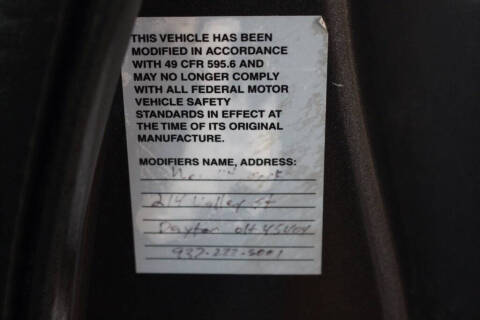 THIS VEHICLE HAS BEEN
MODIFIED IN ACCORDANCE
WITH 49 CFR 595.6 AND
MAY NO LONGER COMPLY
WITH ALL FEDERAL MOTOR
VEHICLE SAFETY
STANDARDS IN EFFECT AT
THE TIME OF ITS ORIGINAL
MANUFACTURE.
MODIFIERS NAME, ADDRESS:
214 Valley St
Dayton OH 45404
937-222-5001